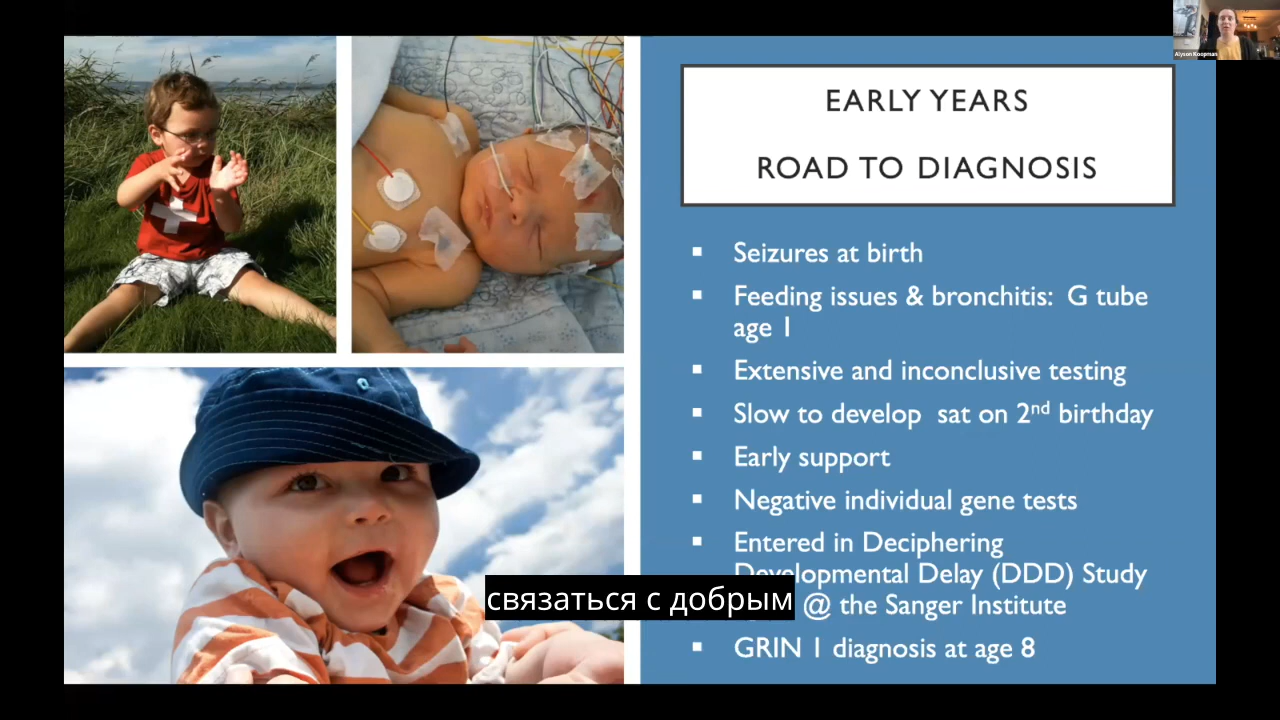 Alyson Koopman
EARLY YEARS
ROAD TO DIAGNOSIS
▪ Seizures at birth
▪ Feeding issues & bronchitis: G tube
age 1
▪ Extensive and inconclusive testing
▪ Slow to develop sat on 2nd birthday
▪ Early support
▪ Negative individual gene tests
▪ Entered in Deciphering
Developmental Delay (DDD) Study
@ the Sanger Institute
связаться с добрым
▪ GRIN 1 diagnosis at age 8